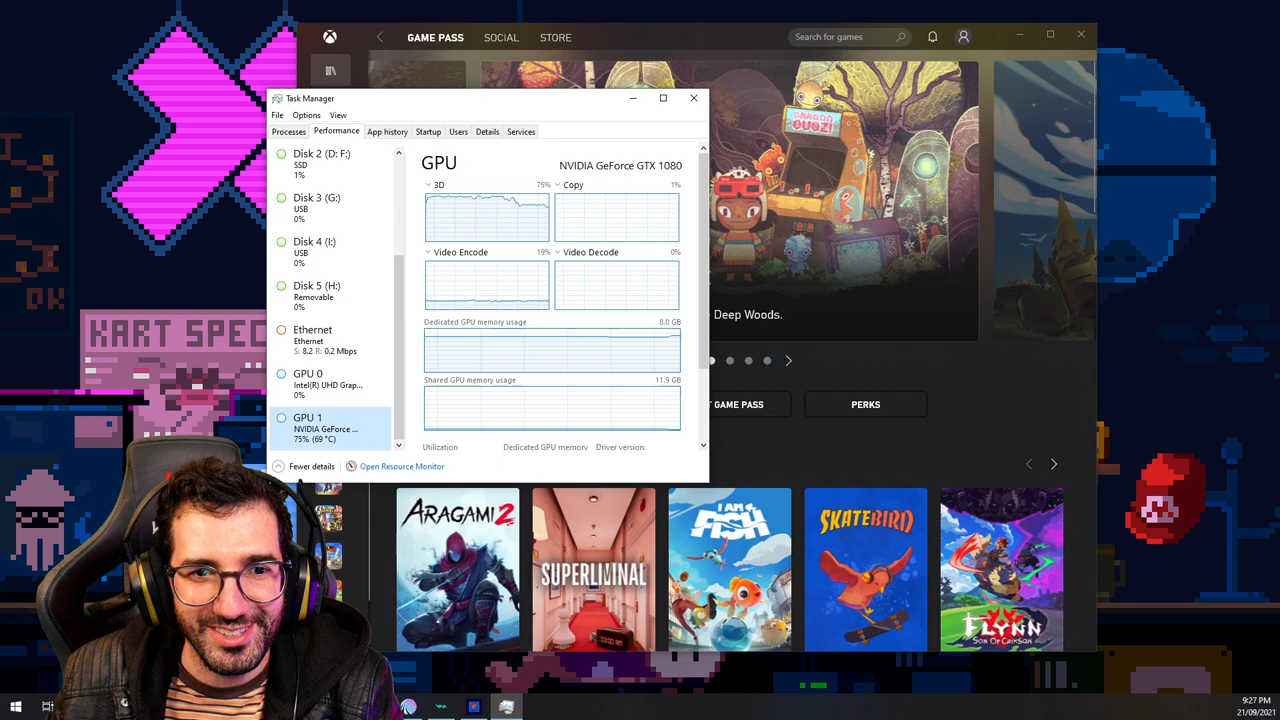 GAME PASS
SOCIAL
STORE
Search for games
Task Manager
File
Options
View
Processes
Performance
App history
Startup
Users
Details
Services
Disk 2 (D: F:)
SSD
1%
Disk 3 (G:)
USB
0%
Disk 4 (I:)
USB
0%
Disk 5 (H:)
Removable
0%
Ethernet
Ethernet
S: 8.2 R: 0.2 Mbps
GPU 0
Intel(R) UHD Grap...
0%
GPU 1
NVIDIA GeForce ...
75% (69 °C)
GPU
NVIDIA GeForce GTX 1080
3D
75%
Copy
1%
Video Encode
19%
Video Decode
0%
Dedicated GPU memory usage
8.0 GB
Shared GPU memory usage
11.9 GB
Utilization
Dedicated GPU memory
Driver version:
Fewer details
Open Resource Monitor
DRAGON
Deep Woods.
GAME PASS
PERKS
ARAGAMI 2
SUPERLIMINAL
I AM
FISH
SKATEBIRD
FLYNN
SON OF CRIMSON
KART SPEC
OK
9:27 PM
21/09/2021